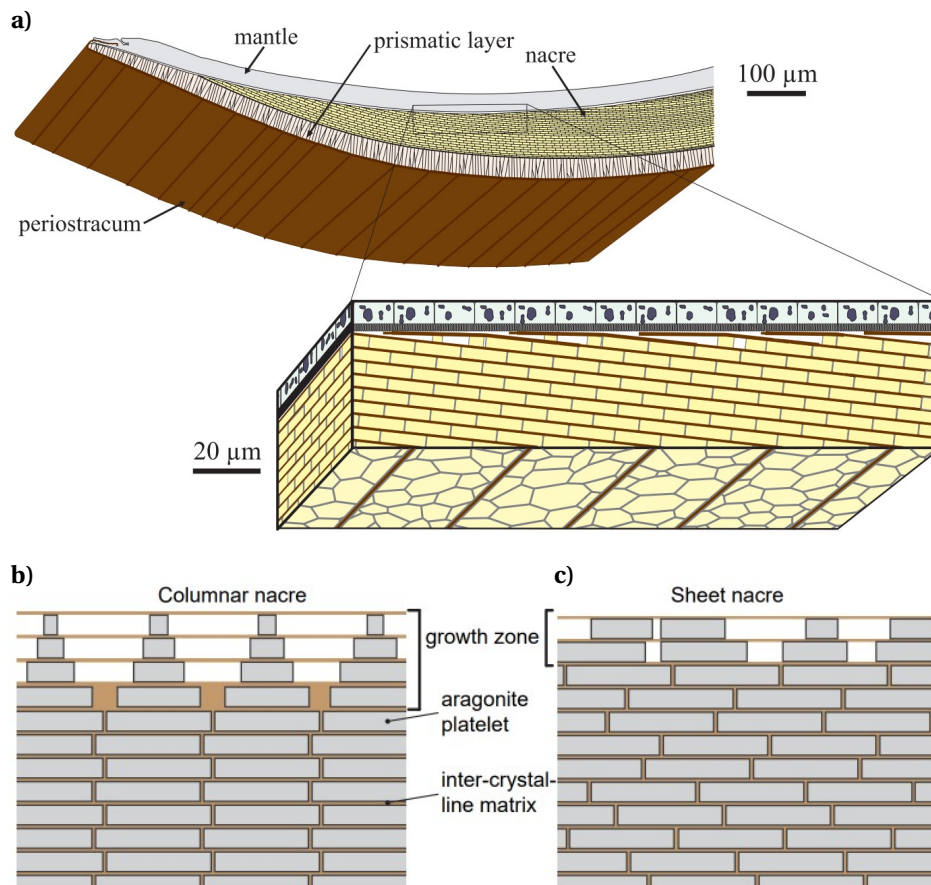 a)
mantle
prismatic layer
nacre
100 µm
periostracum
20 µm
b)
Columnar nacre
c)
Sheet nacre
growth zone
aragonite
platelet
inter-crystal-
line matrix